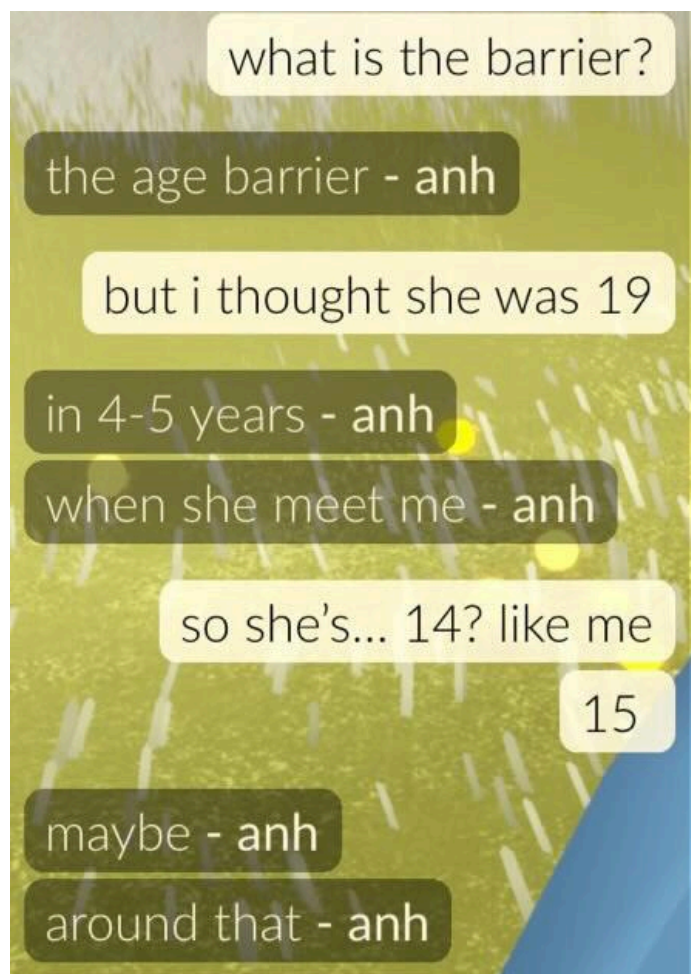 what is the barrier?
the age barrier - anh
but i thought she was 19
in 4-5 years - anh
when she meet me - anh
so she's... 14? like me
15
maybe - anh
around that - anh